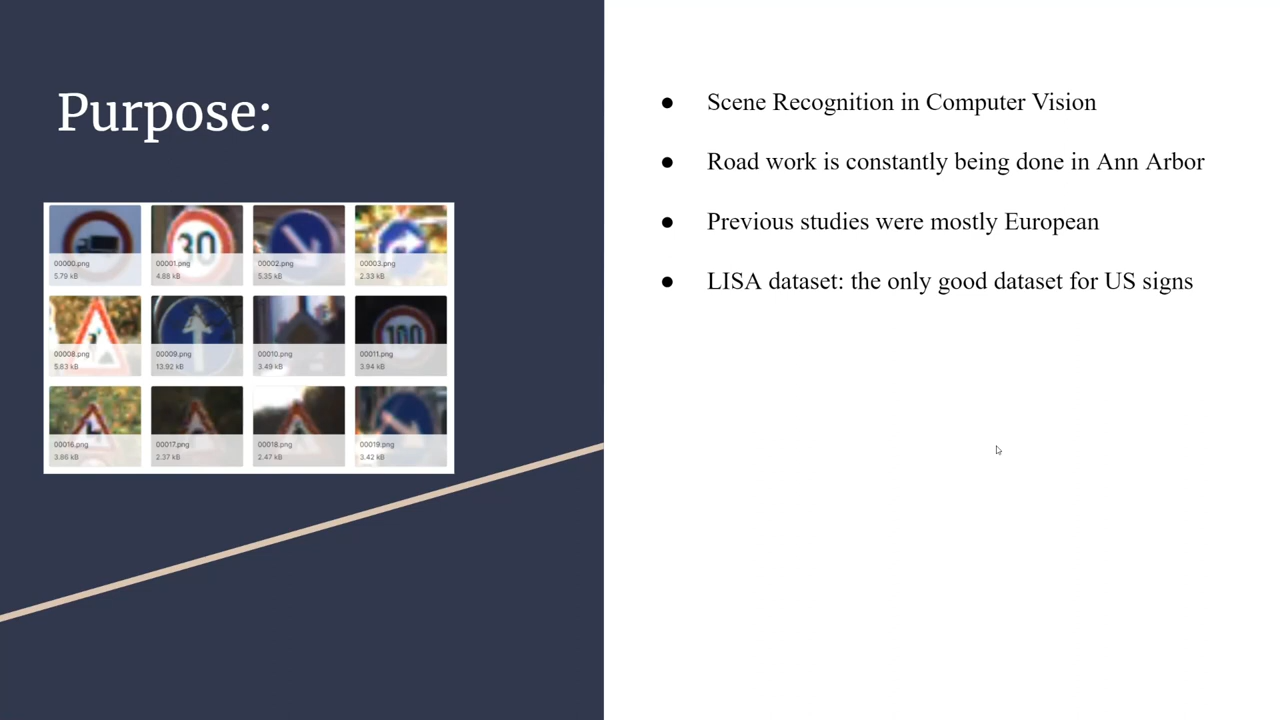 Purpose:
30
00000.png
5.79 kB
00001.png
4.88 kB
00002.png
5.35 kB
00003.png
2.33 kB
100
00008.png
5.83 kB
00009.png
13.92 kB
00010.png
3.49 kB
00011.png
3.94 kB
00016.png
3.86 kB
00017.png
2.37 kB
00018.png
2.47 kB
00019.png
3.42 kB
● Scene Recognition in Computer Vision
● Road work is constantly being done in Ann Arbor
● Previous studies were mostly European
● LISA dataset: the only good dataset for US signs